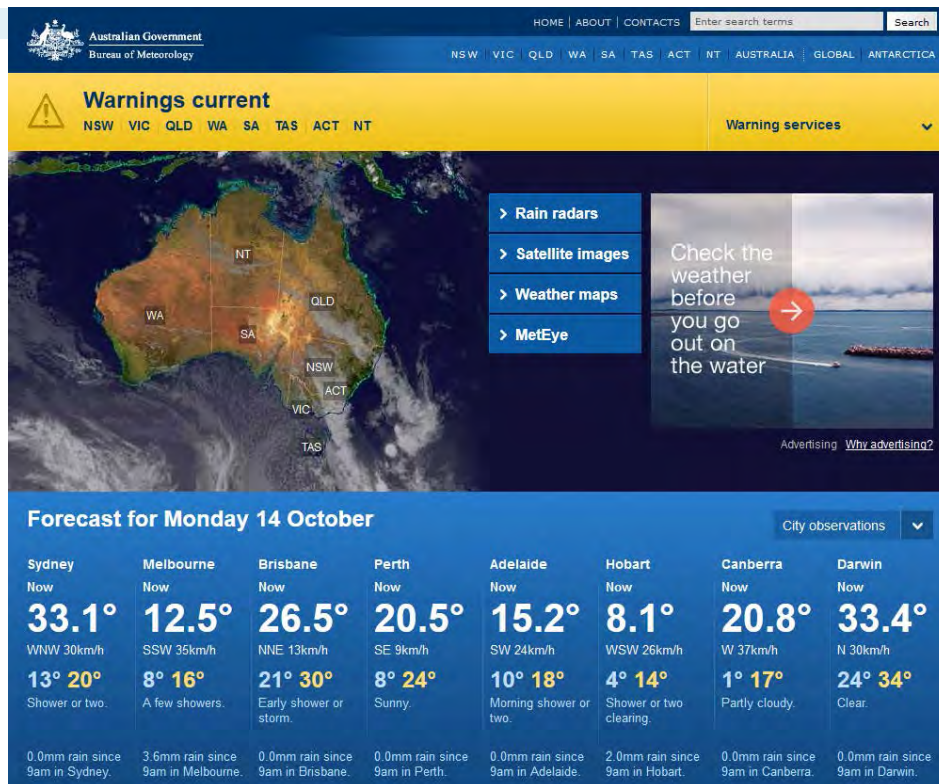 HOME | ABOUT | CONTACTS Enter search terms Search
Australian Government
Bureau of Meteorology
NSW VIC QLD WA SA TAS ACT NT AUSTRALIA GLOBAL ANTARCTICA
Warnings current
NSW VIC QLD WA SA TAS ACT NT
Warning services
NT
QLD
WA
SA
NSW
ACT
VIC
TAS
> Rain radars
> Satellite images
> Weather maps
> MetEye
Check the
weather
before
you go
out on
the water
Advertising Why advertising?
Forecast for Monday 14 October
City observations
Sydney Melbourne Brisbane Perth Adelaide Hobart Canberra Darwin
Now Now Now Now Now Now Now Now
33.1° 12.5° 26.5° 20.5° 15.2° 8.1° 20.8° 33.4°
WNW 30km/h SSW 35km/h NNE 13km/h SE 9km/h SW 24km/h WSW 26km/h W 37km/h N 30km/h
13° 20° 8° 16° 21° 30° 8° 24° 10° 18° 4° 14° 1° 17° 24° 34°
Shower or two. A few showers. Early shower or Sunny. Morning shower or Shower or two Partly cloudy. Clear.
storm. two. clearing.
0.0mm rain since 3.6mm rain since 0.0mm rain since 0.0mm rain since 0.0mm rain since 2.0mm rain since 0.0mm rain since 0.0mm rain since
9am in Sydney. 9am in Melbourne. 9am in Brisbane. 9am in Perth. 9am in Adelaide. 9am in Hobart. 9am in Canberra. 9am in Darwin.